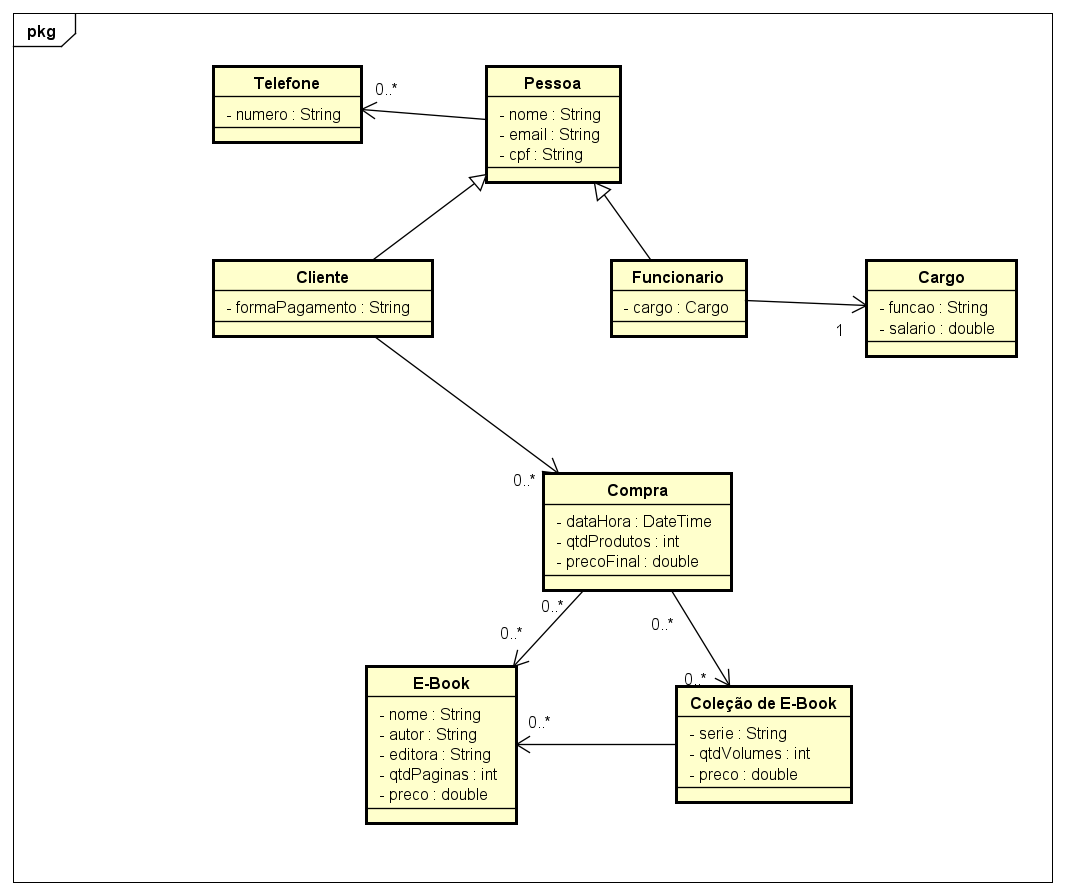 pkg
Telefone
- numero : String
0..*
Pessoa
- nome : String
- email : String
- cpf : String
Cliente
- formaPagamento : String
Funcionario
- cargo : Cargo
1
Cargo
- funcao : String
- salario : double
0..*
Compra
- dataHora : DateTime
- qtdProdutos : int
- precoFinal : double
0..*
0..*
0..*
0..*
E-Book
- nome : String
- autor : String
- editora : String
- qtdPaginas : int
- preco : double
0..*
Coleção de E-Book
- serie : String
- qtdVolumes : int
- preco : double